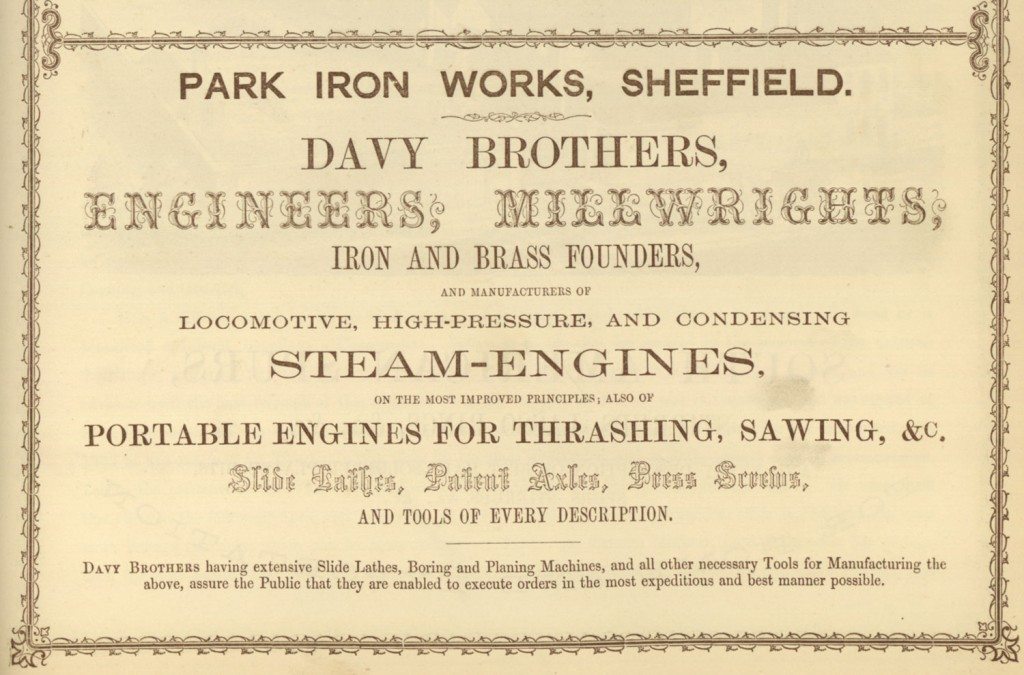 PARK IRON WORKS, SHEFFIELD.
DAVY BROTHERS,
ENGINEERS, MILLWRIGHTS,
IRON AND BRASS FOUNDERS,
AND MANUFACTURERS OF
LOCOMOTIVE, HIGH-PRESSURE, AND CONDENSING
STEAM-ENGINES,
ON THE MOST IMPROVED PRINCIPLES; ALSO OF
PORTABLE ENGINES FOR THRASHING, SAWING, &C.
Slide Lathes, Patent Axles, Press Screws,
AND TOOLS OF EVERY DESCRIPTION.
DAVY BROTHERS having extensive Slide Lathes, Boring and Planing Machines, and all other necessary Tools for Manufacturing the
above, assure the Public that they are enabled to execute orders in the most expeditious and best manner possible.